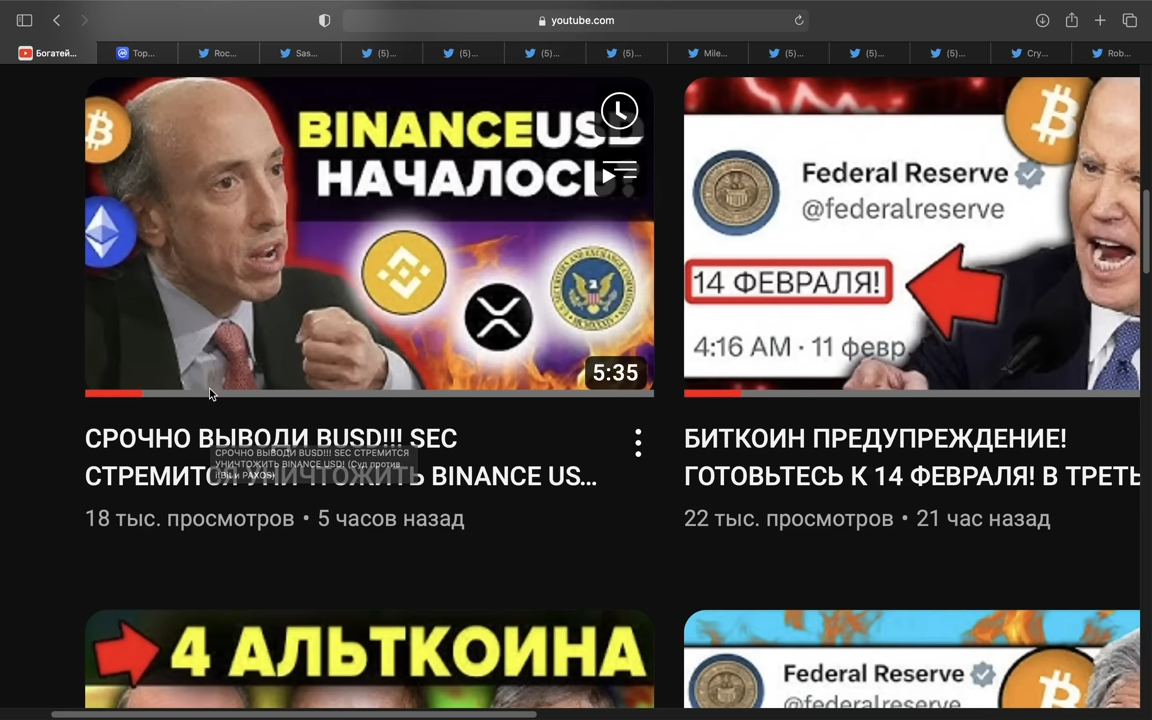 youtube.com
Богатей...
Top...
Roc...
Sas...
(5)...
(5)...
(5)...
(5)...
Mile...
(5)...
(5)...
(5)...
Cry...
Rob...
BINANCEUSD
НАЧАЛОСЬ
5:35
СРОЧНО ВЫВОДИ BUSD!!! SEC
СТРЕМИТСЯ УНИЧТОЖИТЬ BINANCE US...
СРОЧНО ВЫВОДИ BUSD!!! SEC СТРЕМИТСЯ
УНИЧТОЖИТЬ BINANCE USD! (Суд против
и PAXOS)
18 тыс. просмотров • 5 часов назад
Federal Reserve
@federalreserve
14 ФЕВРАЛЯ!
4:16 AM · 11 февр
БИТКОИН ПРЕДУПРЕЖДЕНИЕ!
ГОТОВЬТЕСЬ К 14 ФЕВРАЛЯ! В ТРЕТЬ
22 тыс. просмотров • 21 час назад
4 АЛЬТКОИНА
Federal Reserve
@federalreserve